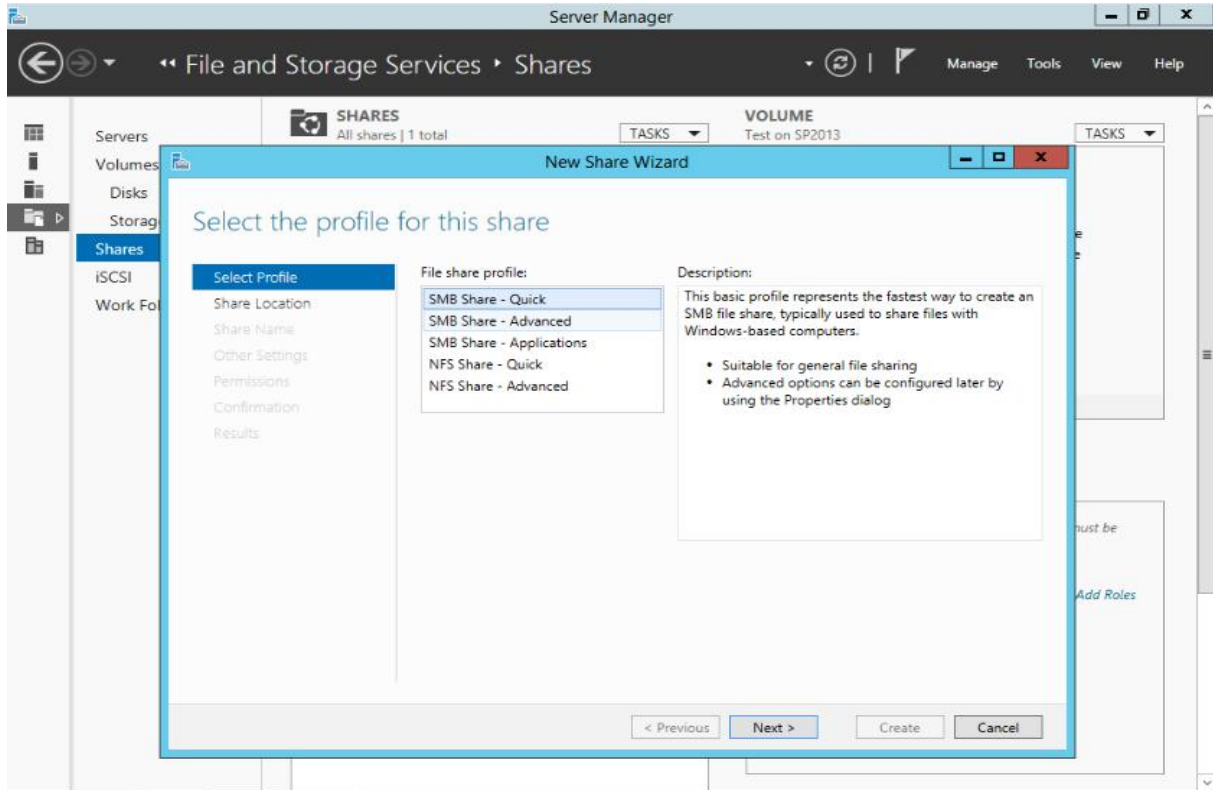 Server Manager
File and Storage Services • Shares
Manage Tools View Help
Servers
Volumes
Disks
Storag
Shares
iSCSI
Work Fol
SHARES
All shares | 1 total
TASKS
VOLUME
Test on SP2013
TASKS
New Share Wizard
Select the profile for this share
Select Profile
Share Location
Share Name
Other Settings
Permissions
Confirmation
Results
File share profile:
SMB Share - Quick
SMB Share - Advanced
SMB Share - Applications
NFS Share - Quick
NFS Share - Advanced
Description:
This basic profile represents the fastest way to create an
SMB file share, typically used to share files with
Windows-based computers.
• Suitable for general file sharing
• Advanced options can be configured later by
using the Properties dialog
must be
Add Roles
< Previous Next > Create Cancel